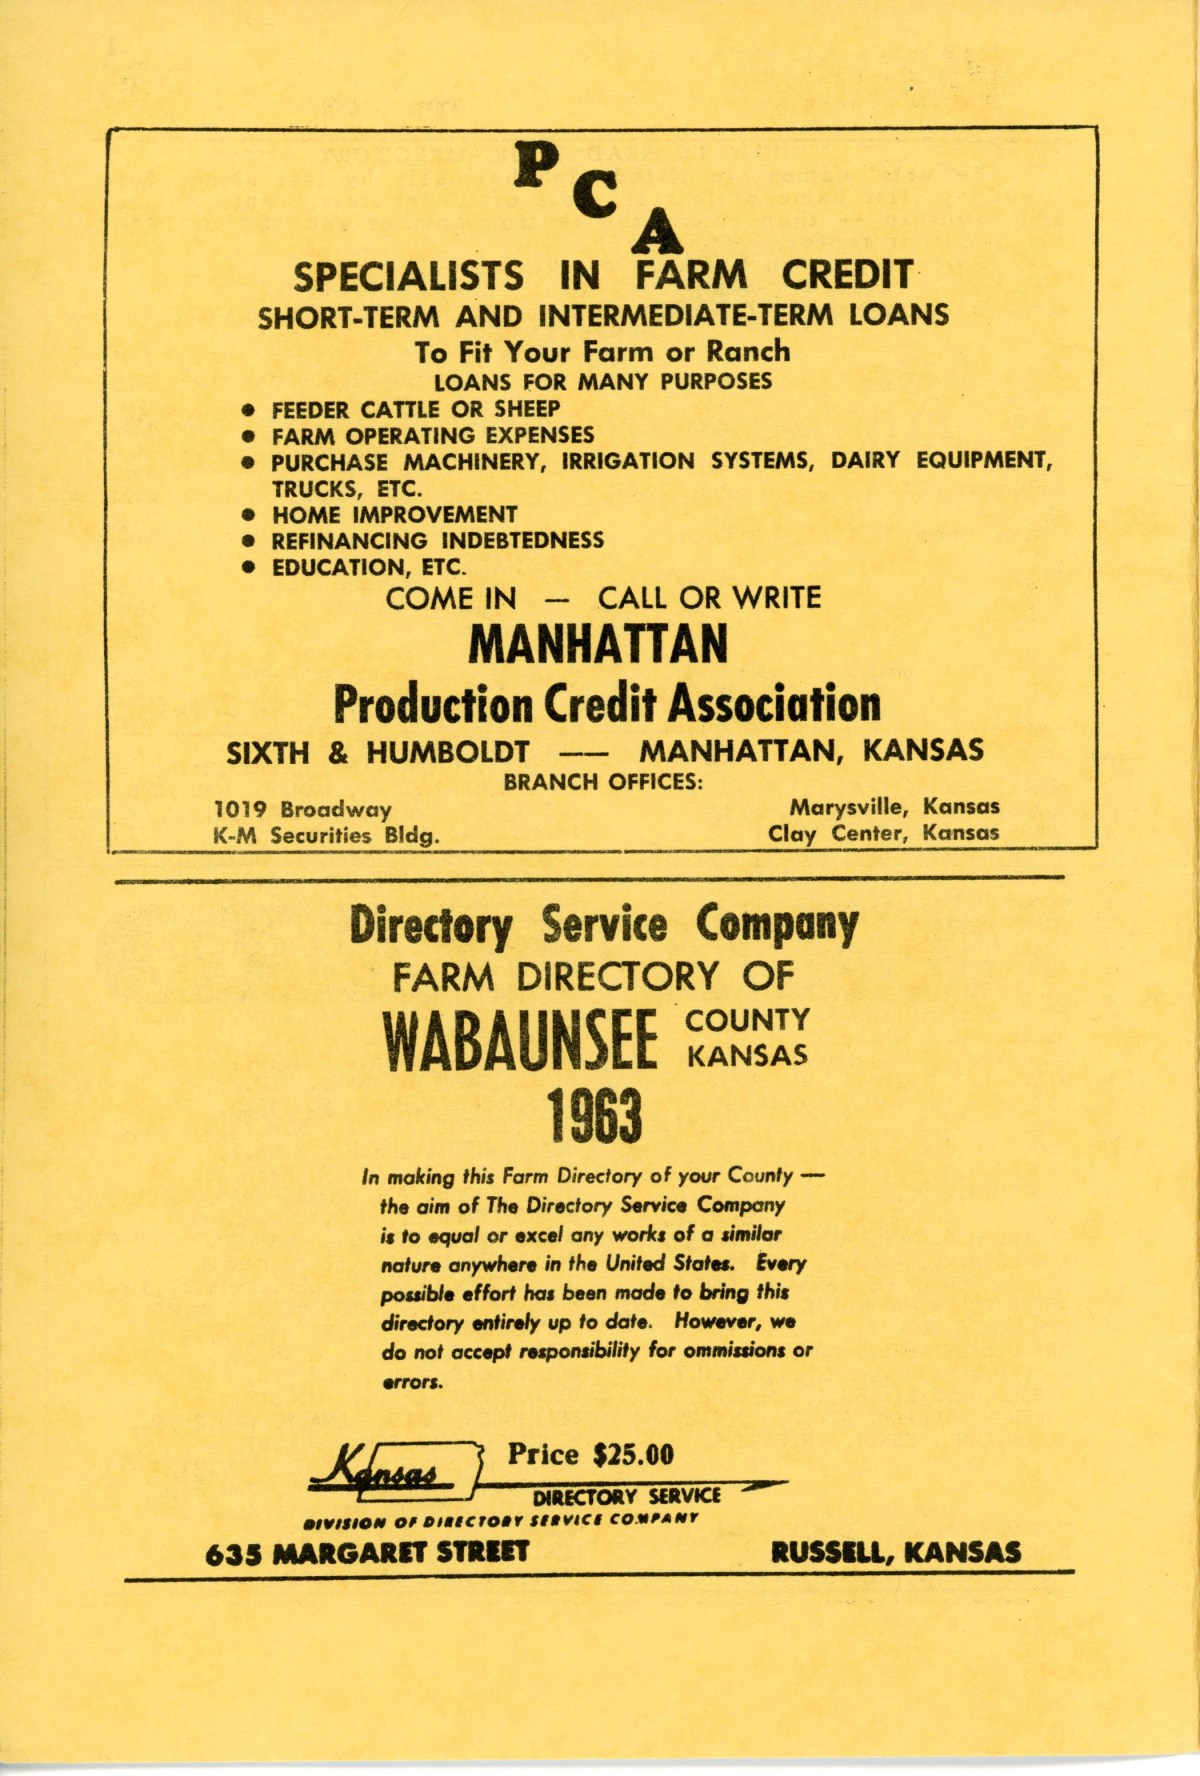 P
C
A
SPECIALISTS IN FARM CREDIT
SHORT-TERM AND INTERMEDIATE-TERM LOANS
To Fit Your Farm or Ranch
LOANS FOR MANY PURPOSES
● FEEDER CATTLE OR SHEEP
● FARM OPERATING EXPENSES
● PURCHASE MACHINERY, IRRIGATION SYSTEMS, DAIRY EQUIPMENT,
TRUCKS, ETC.
● HOME IMPROVEMENT
● REFINANCING INDEBTEDNESS
● EDUCATION, ETC.
COME IN — CALL OR WRITE
MANHATTAN
Production Credit Association
SIXTH & HUMBOLDT —— MANHATTAN, KANSAS
BRANCH OFFICES:
1019 Broadway Marysville, Kansas
K-M Securities Bldg. Clay Center, Kansas
Directory Service Company
FARM DIRECTORY OF
WABAUNSEE COUNTY
KANSAS
1963
In making this Farm Directory of your County —
the aim of The Directory Service Company
is to equal or excel any works of a similar
nature anywhere in the United States. Every
possible effort has been made to bring this
directory entirely up to date. However, we
do not accept responsibility for ommissions or
errors.
Price $25.00
Kansas
DIRECTORY SERVICE
DIVISION OF DIRECTORY SERVICE COMPANY
635 MARGARET STREET RUSSELL, KANSAS